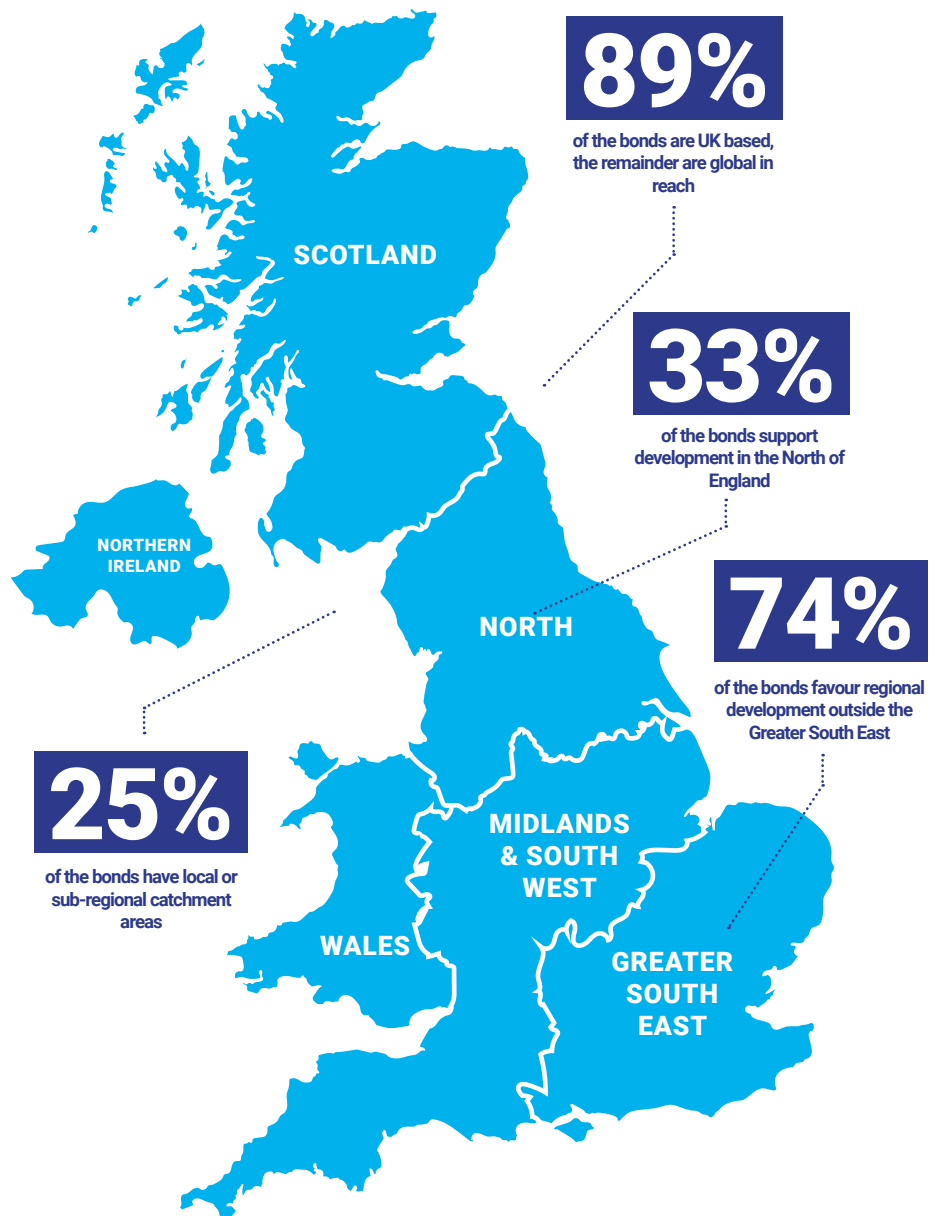 89%
of the bonds are UK based,
the remainder are global in
reach
SCOTLAND
33%
of the bonds support
development in the North of
England
NORTHERN
IRELAND
NORTH
74%
of the bonds favour regional
development outside the
Greater South East
25%
of the bonds have local or
sub-regional catchment
areas
MIDLANDS
& SOUTH
WEST
WALES
GREATER
SOUTH
EAST